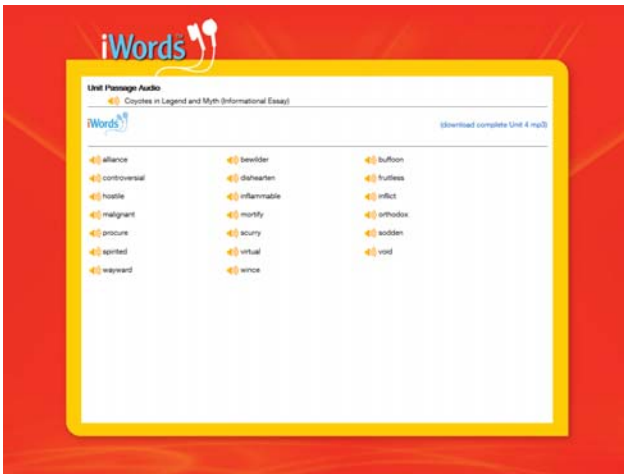 iWords™
Unit Passage Audio
Coyotes in Legend and Myth (Informational Essay)
iWords
(download complete Unit 4 mp3)
alliance bewilder buffoon
controversial dishearten fruitless
hostile inflammable inflict
malignant mortify orthodox
procure scurry sodden
spirited virtual void
wayward wince